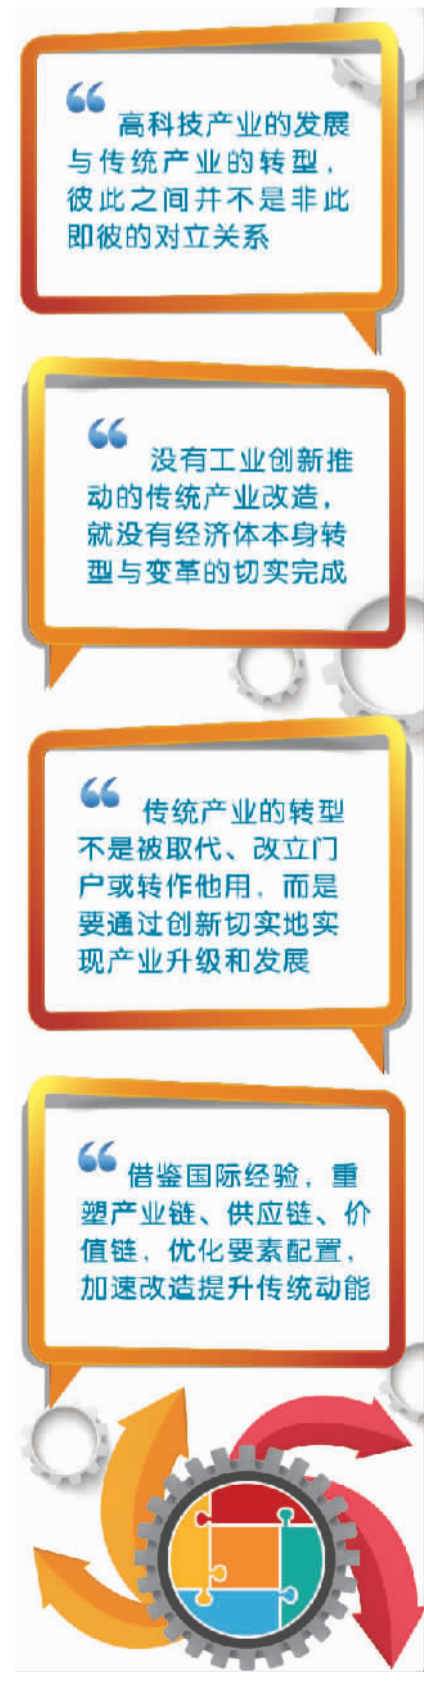 “ 高科技产业的发展
与传统产业的转型，
彼此之间并不是非此
即彼的对立关系
“ 没有工业创新推
动的传统产业改造，
就没有经济体本身转
型与变革的切实完成
“ 传统产业的转型
不是被取代、改立门
户或转作他用，而是
要通过创新切实地实
现产业升级和发展
“ 借鉴国际经验，重
塑产业链、供应链、价
值链，优化要素配置，
加速改造提升传统动能